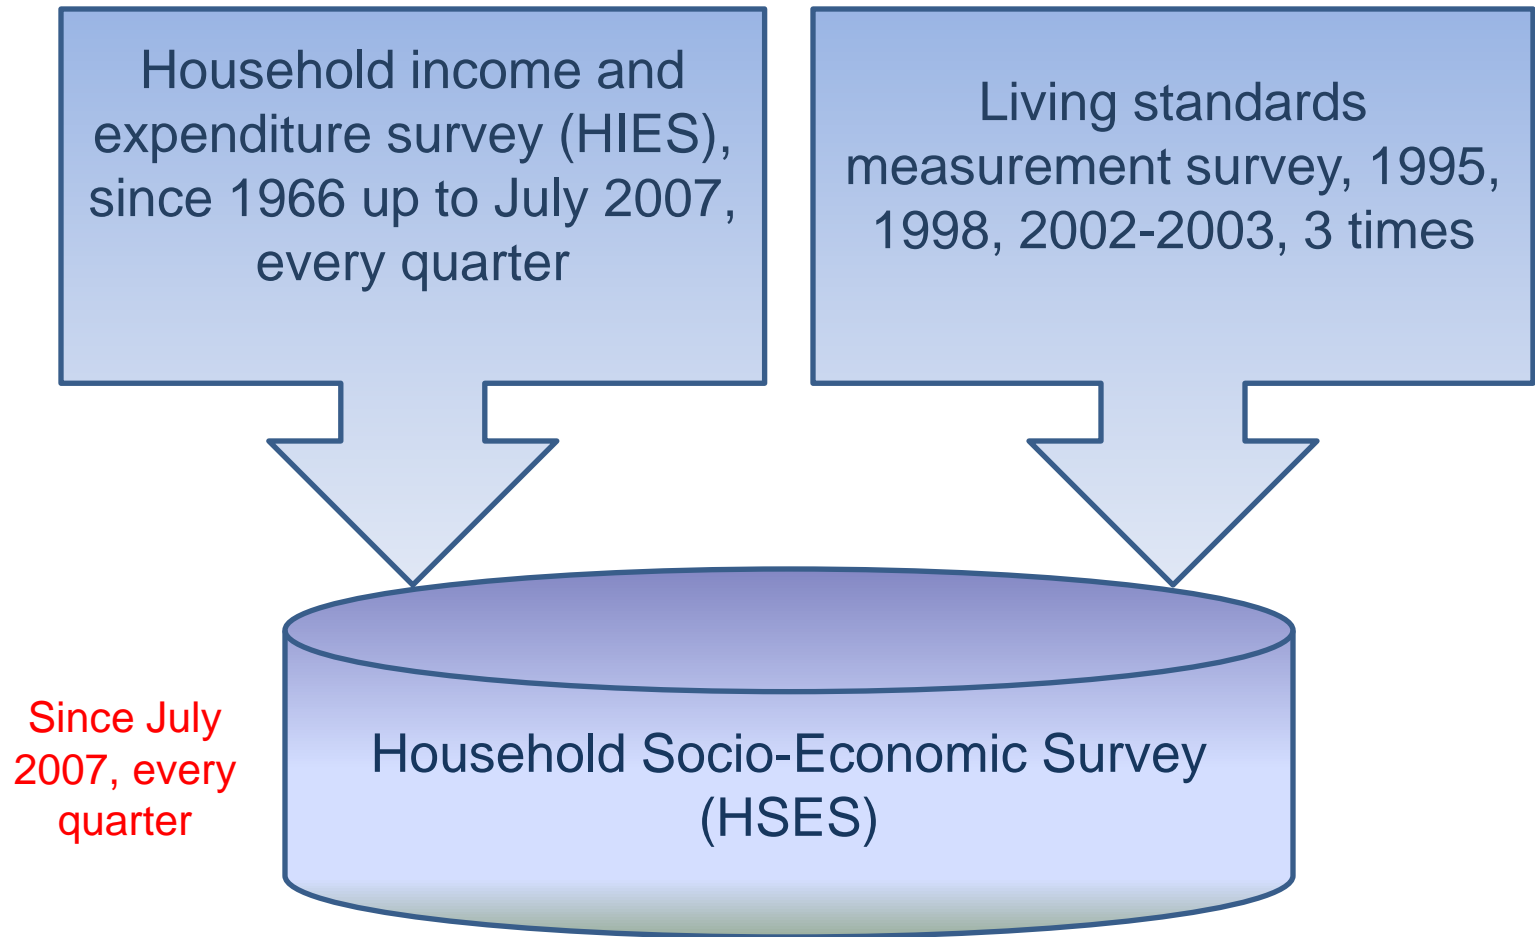 Household income and
expenditure survey (HIES),
since 1966 up to July 2007,
every quarter
Living standards
measurement survey, 1995,
1998, 2002-2003, 3 times
Since July
2007, every
quarter
Household Socio-Economic Survey
(HSES)